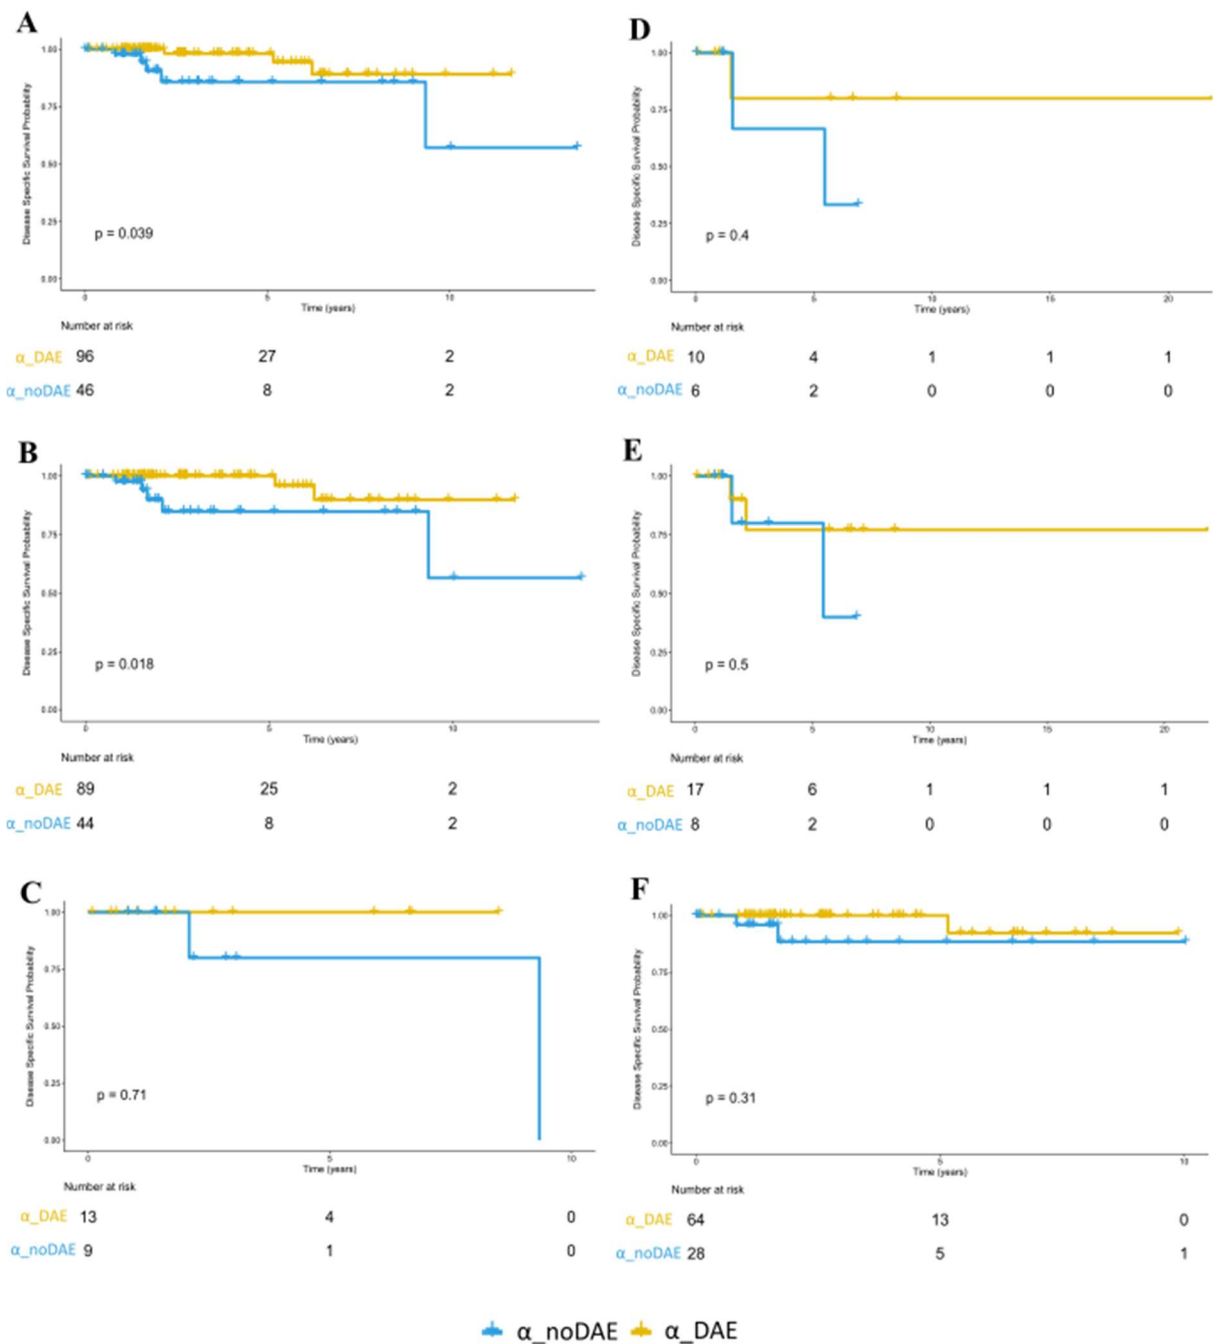 A
Disease Specific Survival Probability
1.00
0.75
0.50
0.25
0.00
p = 0.039
0 5 10
Time (years)
Number at risk
α_DAE 96 27 2
α_noDAE 46 8 2
B
Disease Specific Survival Probability
1.00
0.75
0.50
0.25
0.00
p = 0.018
0 5 10
Time (years)
Number at risk
α_DAE 89 25 2
α_noDAE 44 8 2
C
Disease Specific Survival Probability
1.00
0.75
0.50
0.25
0.00
p = 0.71
0 5 10
Time (years)
Number at risk
α_DAE 13 4 0
α_noDAE 9 1 0
D
Disease Specific Survival Probability
1.00
0.75
0.50
0.25
0.00
p = 0.4
0 5 10 15 20
Time (years)
Number at risk
α_DAE 10 4 1 1 1
α_noDAE 6 2 0 0 0
E
Disease Specific Survival Probability
1.00
0.75
0.50
0.25
0.00
p = 0.5
0 5 10 15 20
Time (years)
Number at risk
α_DAE 17 6 1 1 1
α_noDAE 8 2 0 0 0
F
Disease Specific Survival Probability
1.00
0.75
0.50
0.25
0.00
p = 0.31
0 5 10
Time (years)
Number at risk
α_DAE 64 13 0
α_noDAE 28 5 1
α_noDAE α_DAE